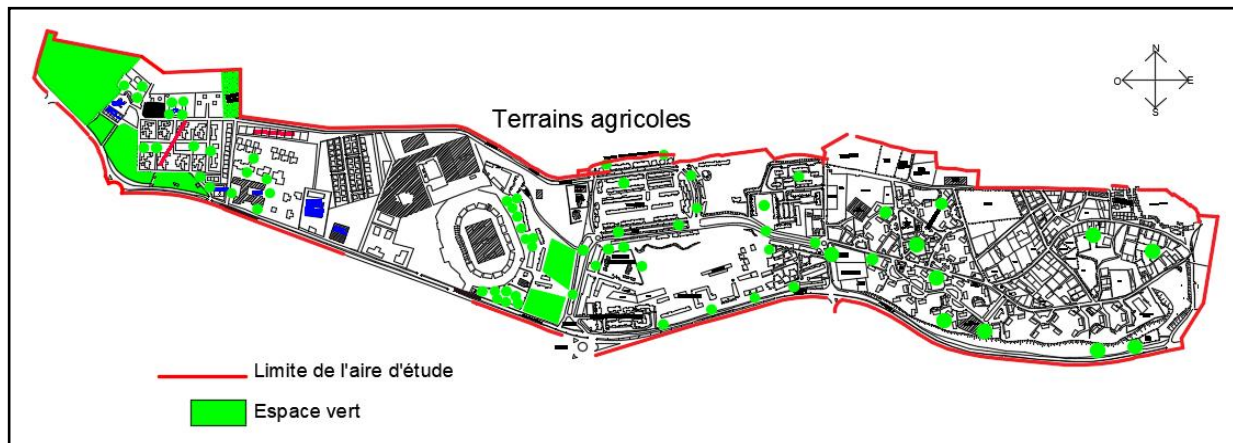 N
O E
S
Terrains agricoles
Limite de l'aire d'étude
Espace vert